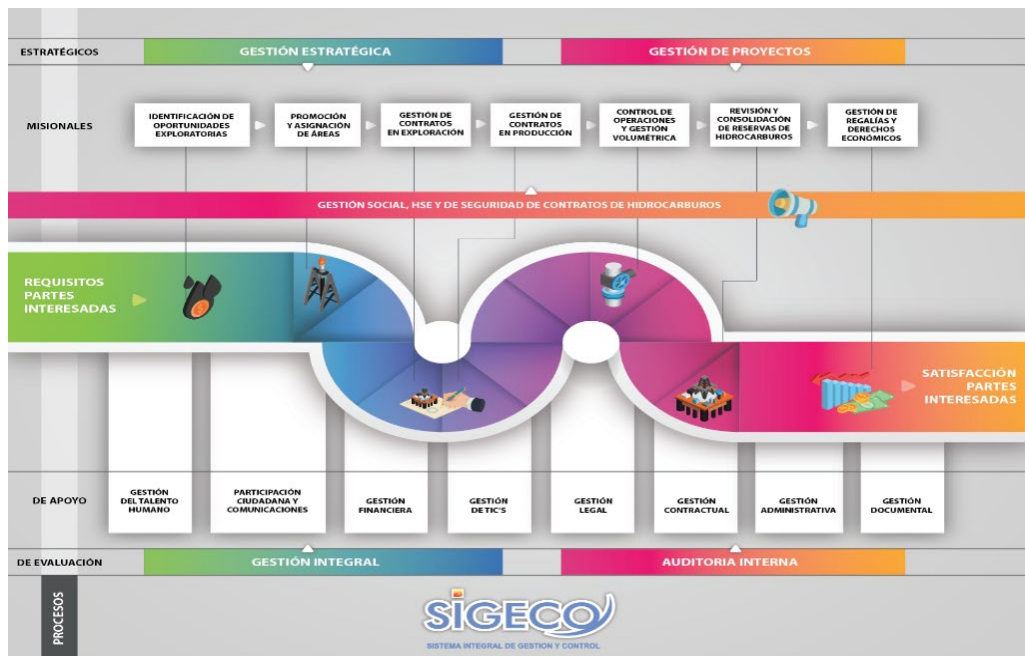 ESTRATÉGICOS
GESTIÓN ESTRATÉGICA
GESTIÓN DE PROYECTOS
MISIONALES
IDENTIFICACIÓN DE
OPORTUNIDADES
EXPLORATORIAS
PROMOCIÓN
Y ASIGNACIÓN
DE ÁREAS
GESTIÓN DE
CONTRATOS
EN EXPLORACIÓN
GESTIÓN DE
CONTRATOS
EN PRODUCCIÓN
CONTROL DE
OPERACIONES
Y GESTIÓN
VOLUMÉTRICA
REVISIÓN Y
CONSOLIDACIÓN
DE RESERVAS DE
HIDROCARBUROS
GESTIÓN DE
REGALÍAS Y
DERECHOS
ECONÓMICOS
GESTIÓN SOCIAL, HSE Y DE SEGURIDAD DE CONTRATOS DE HIDROCARBUROS
REQUISITOS
PARTES
INTERESADAS
SATISFACCIÓN
PARTES
INTERESADAS
DE APOYO
GESTIÓN
DEL TALENTO
HUMANO
PARTICIPACIÓN
CIUDADANA Y
COMUNICACIONES
GESTIÓN
FINANCIERA
GESTIÓN
DE TIC'S
GESTIÓN
LEGAL
GESTIÓN
CONTRACTUAL
GESTIÓN
ADMINISTRATIVA
GESTIÓN
DOCUMENTAL
DE EVALUACIÓN
GESTIÓN INTEGRAL
AUDITORIA INTERNA
PROCESOS
SIGECO
SISTEMA INTEGRAL DE GESTION Y CONTROL